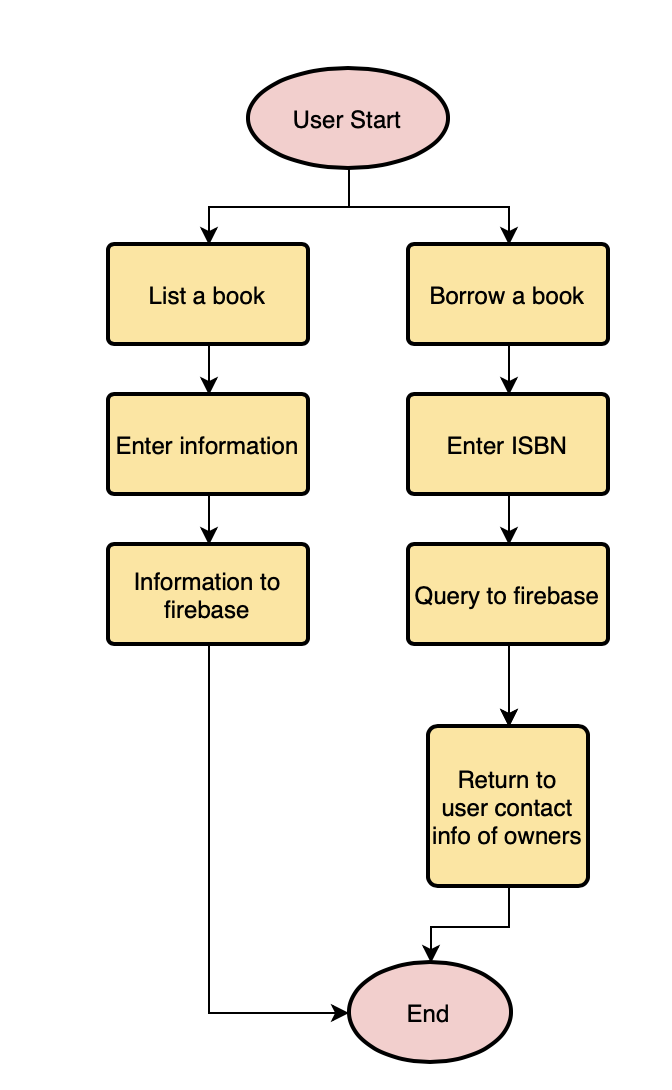 User Start
List a book
Borrow a book
Enter information
Enter ISBN
Information to
firebase
Query to firebase
Return to
user contact
info of owners
End